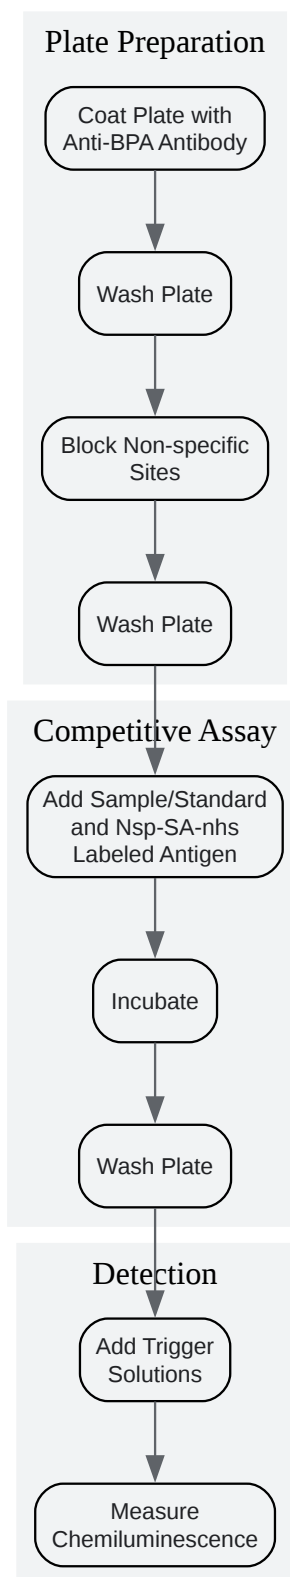 Plate Preparation
Coat Plate with
Anti-BPA Antibody
Wash Plate
Block Non-specific
Sites
Wash Plate
Competitive Assay
Add Sample/Standard
and Nsp-SA-nhs
Labeled Antigen
Incubate
Wash Plate
Detection
Add Trigger
Solutions
Measure
Chemiluminescence